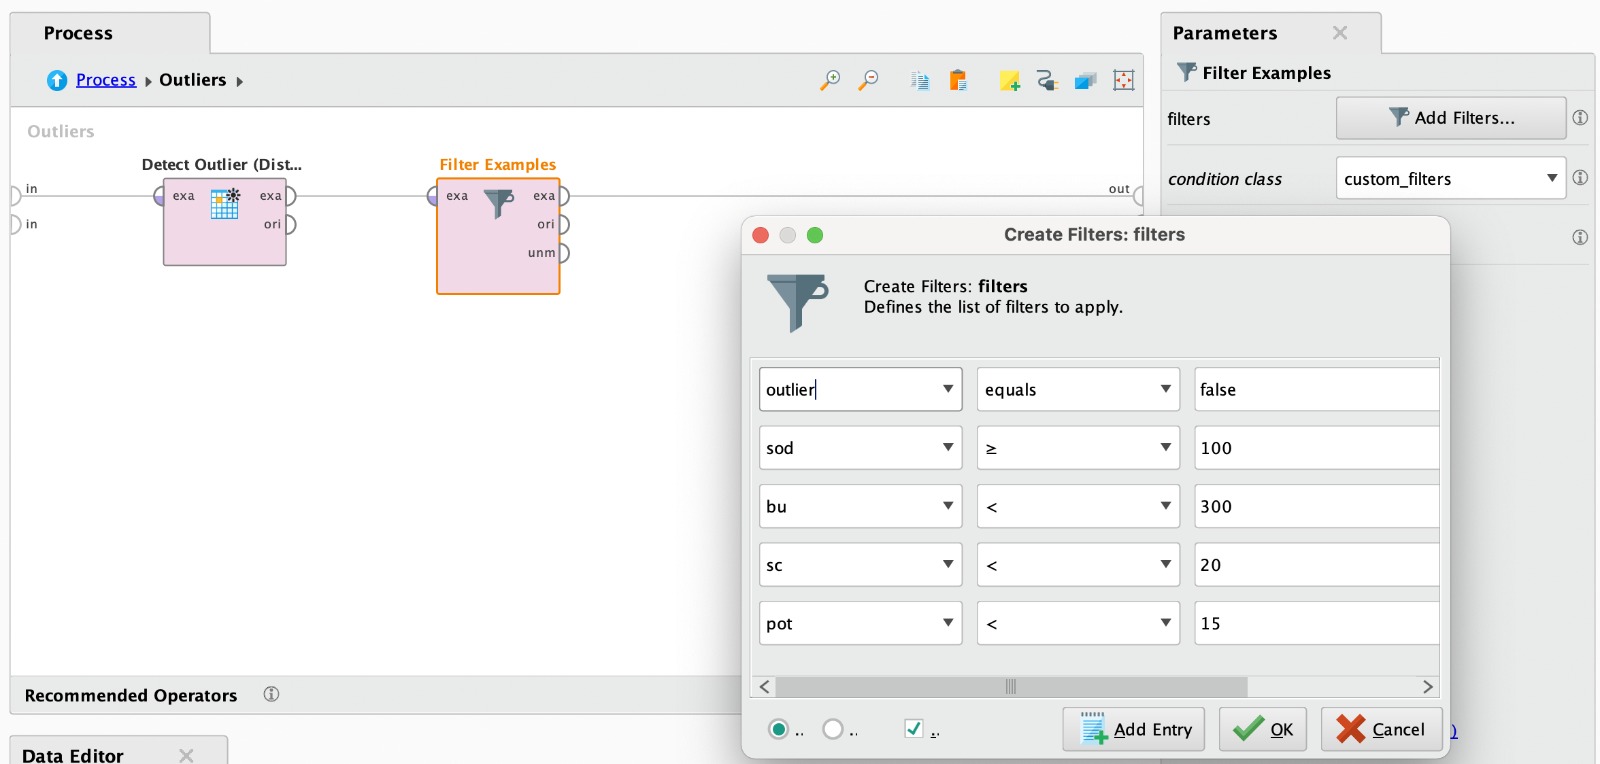 Process
Process ▸ Outliers ▸
Outliers
Detect Outlier (Dist...
in
in
exa
exa
ori
Filter Examples
exa
exa
ori
unm
out
Recommended Operators
Data Editor
Parameters
Filter Examples
filters
Add Filters...
condition class
custom_filters
Create Filters: filters
Create Filters: filters
Defines the list of filters to apply.
outlier equals false
sod ≥ 100
bu < 300
sc < 20
pot < 15
.. .. ..
Add Entry
OK
Cancel
)